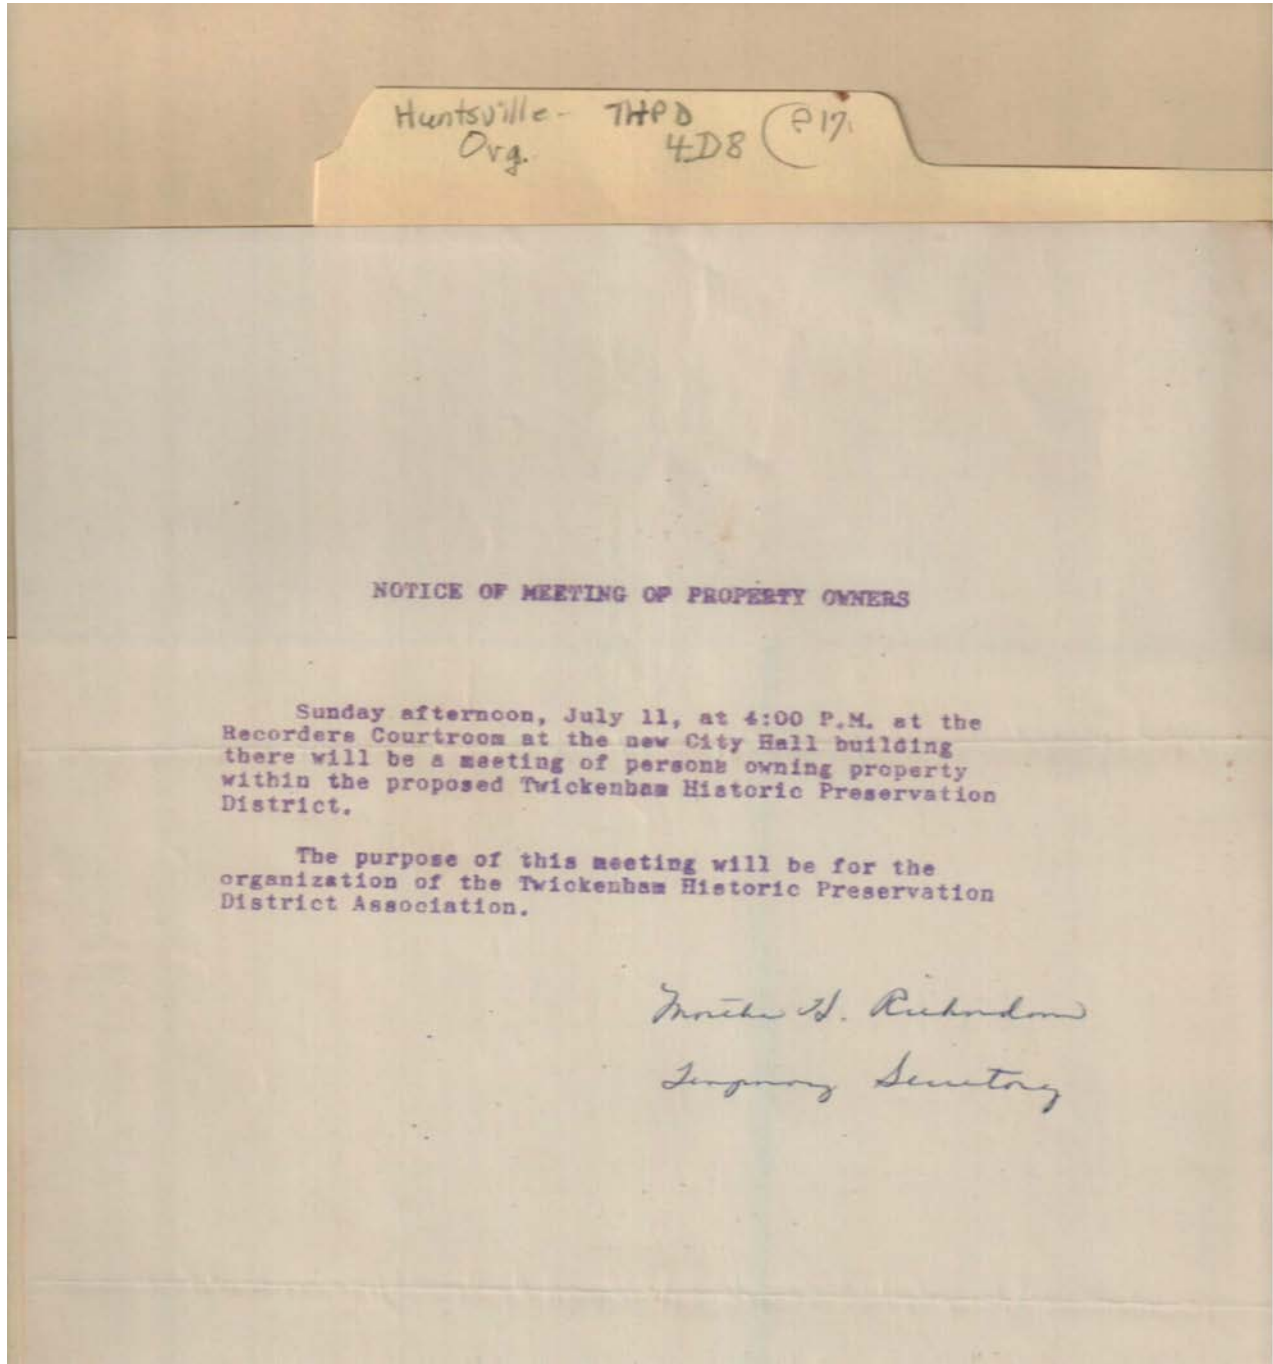 Huntsville - THPD
Org. 4D8 (P 17.
NOTICE OF MEETING OF PROPERTY OWNERS
Sunday afternoon, July 11, at 4:00 P.M. at the
Recorders Courtroom at the new City Hall building
there will be a meeting of persons owning property
within the proposed Twickenham Historic Preservation
District.
The purpose of this meeting will be for the
organization of the Twickenham Historic Preservation
District Association.
Martha H. Richardson
Temporary Secretary